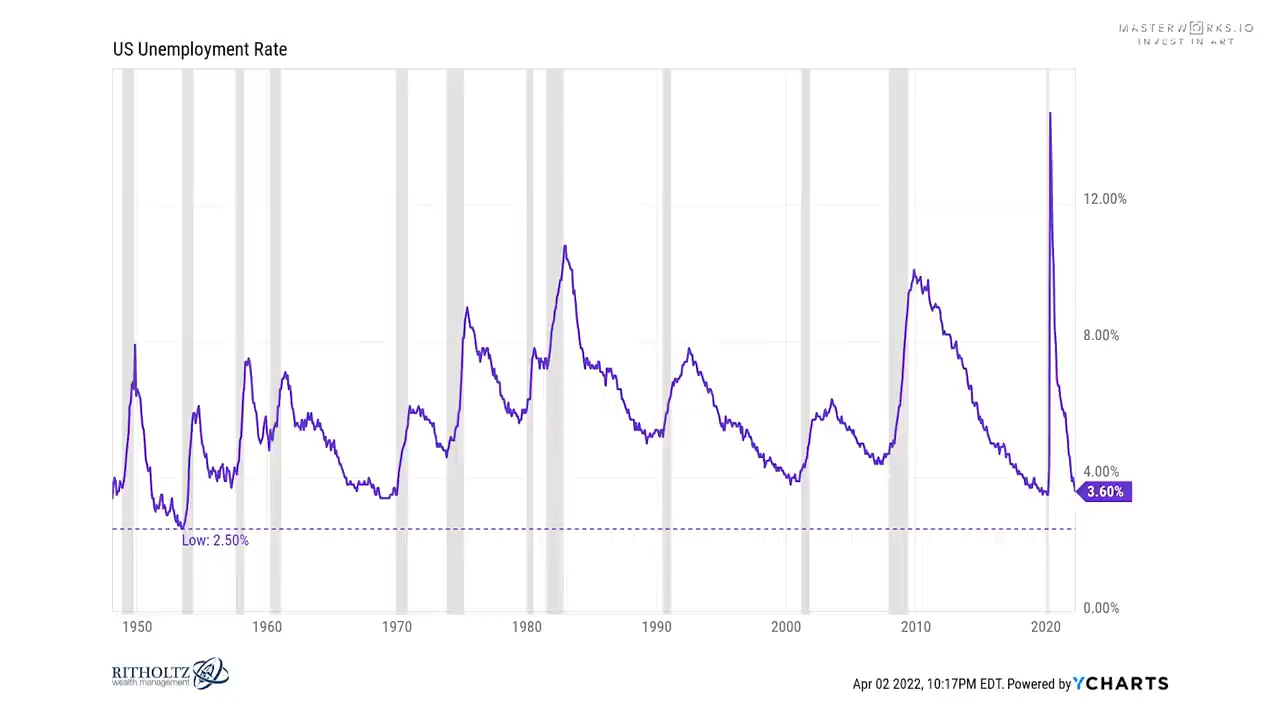 MASTERWORKS.IO
INVEST IN ART
US Unemployment Rate
12.00%
8.00%
4.00%
3.60%
Low: 2.50%
0.00%
1950 1960 1970 1980 1990 2000 2010 2020
RITHOLTZ
wealth management
Apr 02 2022, 10:17PM EDT. Powered by YCHARTS